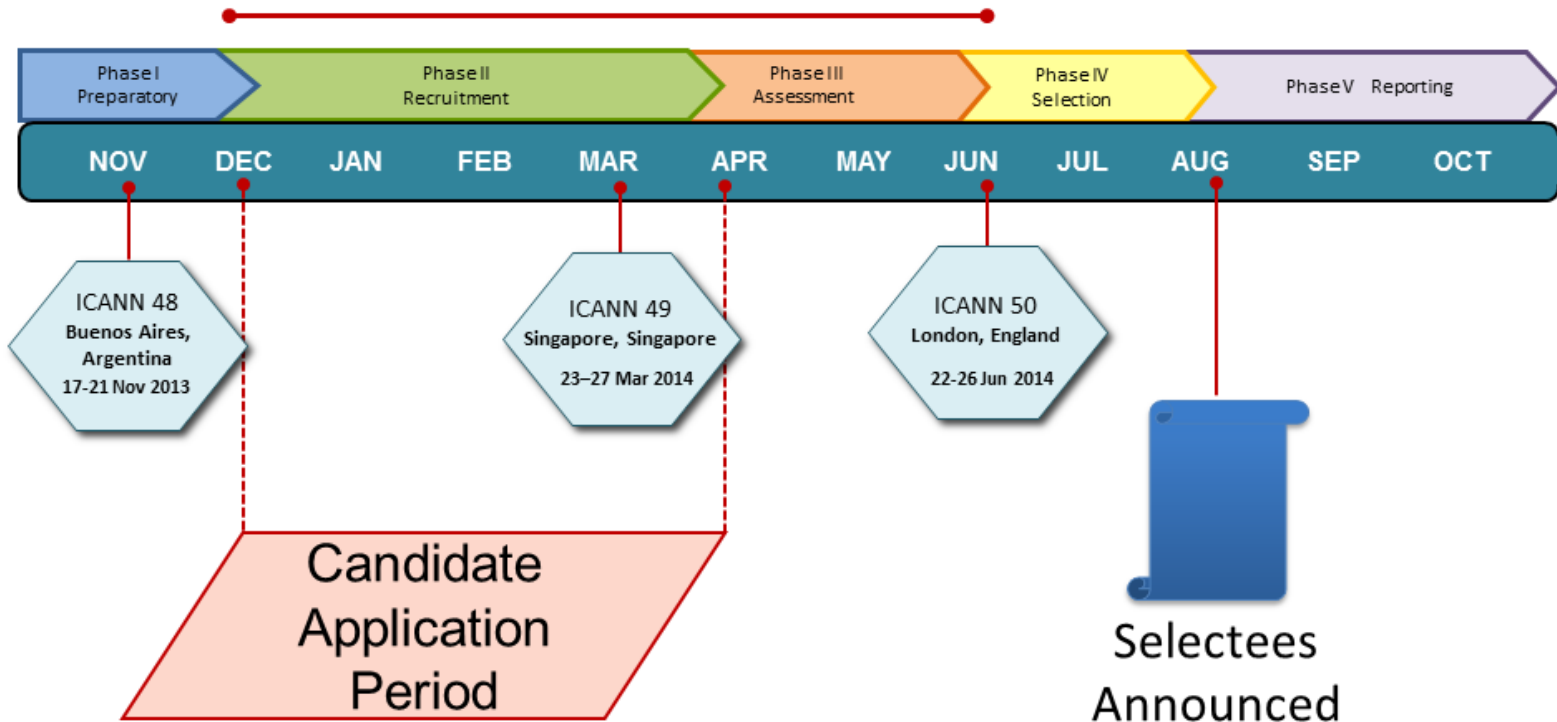 Phase I
Preparatory
Phase II
Recruitment
Phase III
Assessment
Phase IV
Selection
Phase V Reporting
NOV DEC JAN FEB MAR APR MAY JUN JUL AUG SEP OCT
ICANN 48
Buenos Aires,
Argentina
17-21 Nov 2013
ICANN 49
Singapore, Singapore
23–27 Mar 2014
ICANN 50
London, England
22-26 Jun 2014
Candidate
Application
Period
Selectees
Announced